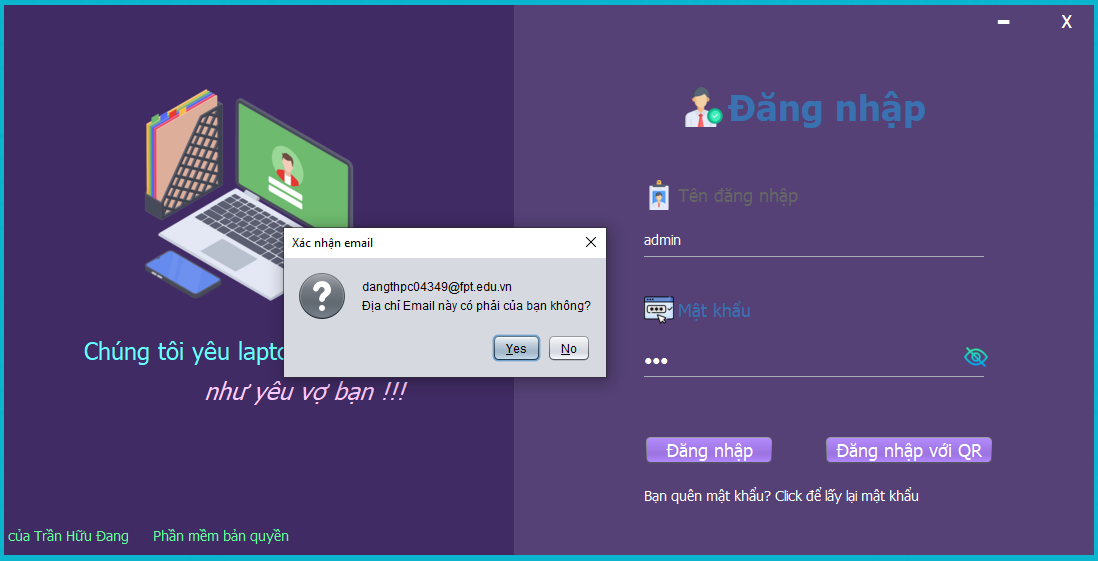 X
Đăng nhập
Tên đăng nhập
admin
Xác nhận email
dangthpc04349@fpt.edu.vn
Địa chỉ Email này có phải của bạn không?
Yes
No
Mật khẩu
Chúng tôi yêu
như yêu vợ bạn !!!
Đăng nhập
Đăng nhập với QR
Bạn quên mật khẩu? Click để lấy lại mật khẩu
của Trần Hữu Đang
Phần mềm bản quyền